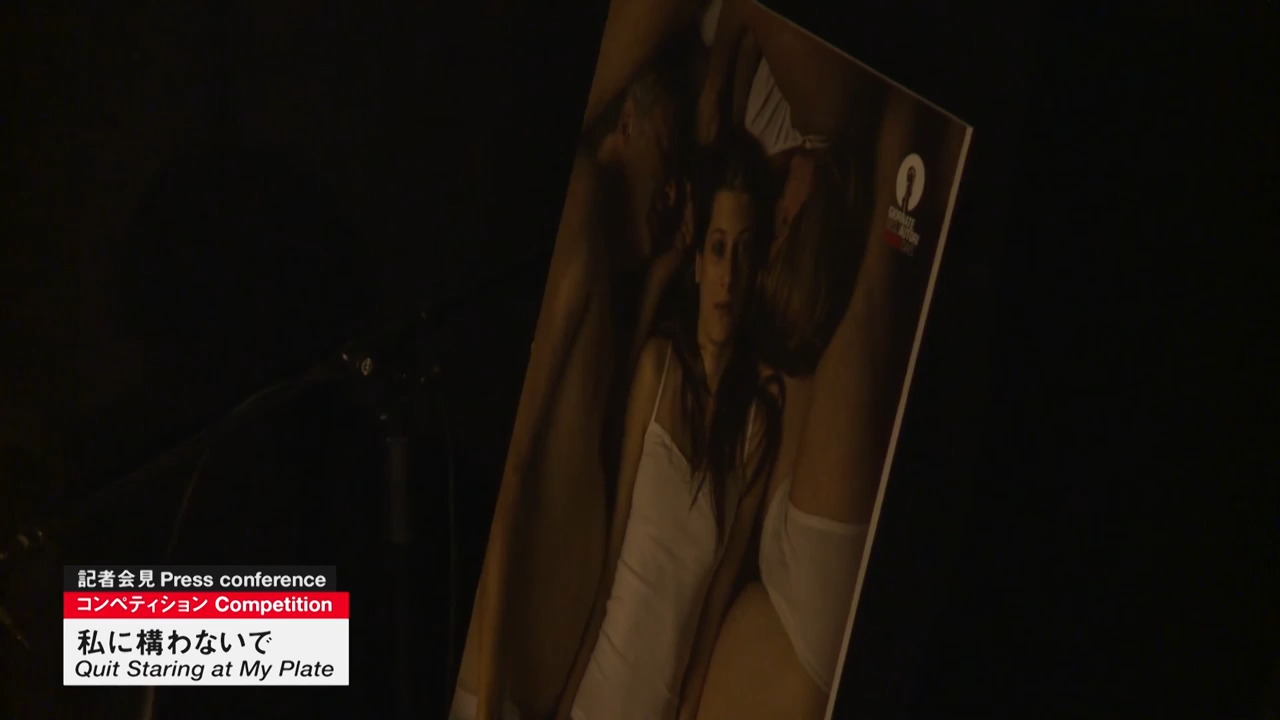 記者会見 Press conference
コンペティション Competition
私に構わないで
Quit Staring at My Plate